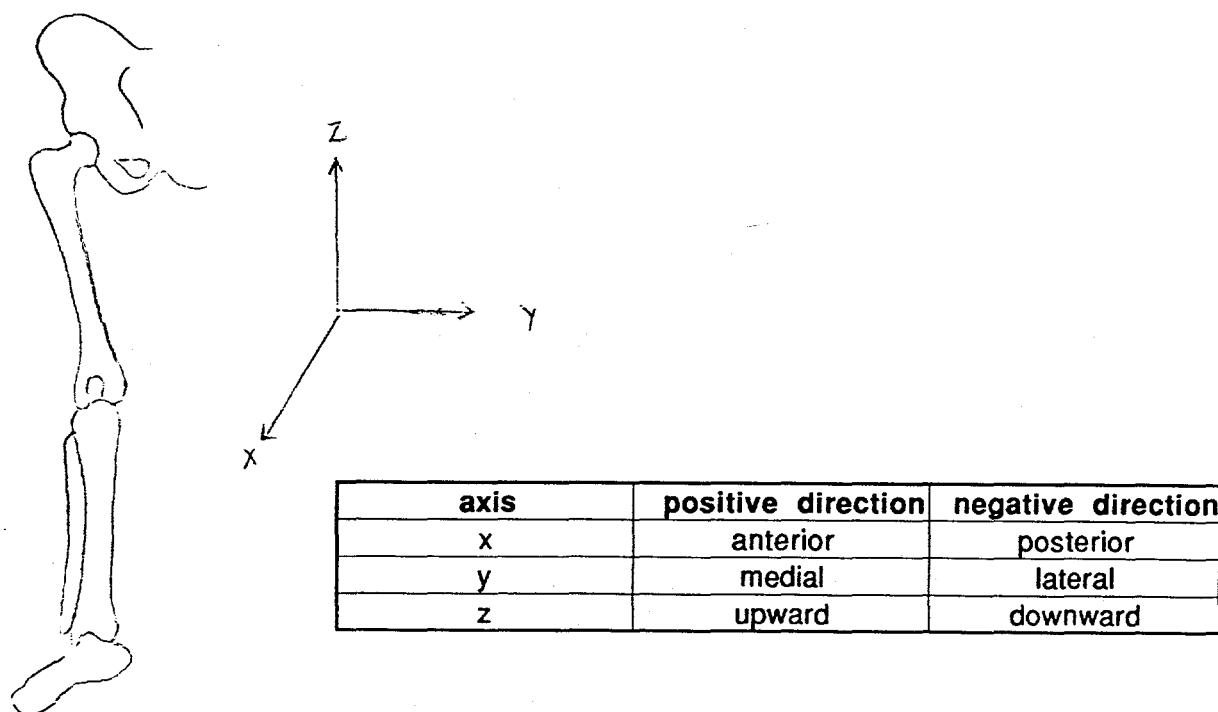 Z
Y
X
axis positive direction negative direction
x anterior posterior
y medial lateral
z upward downward